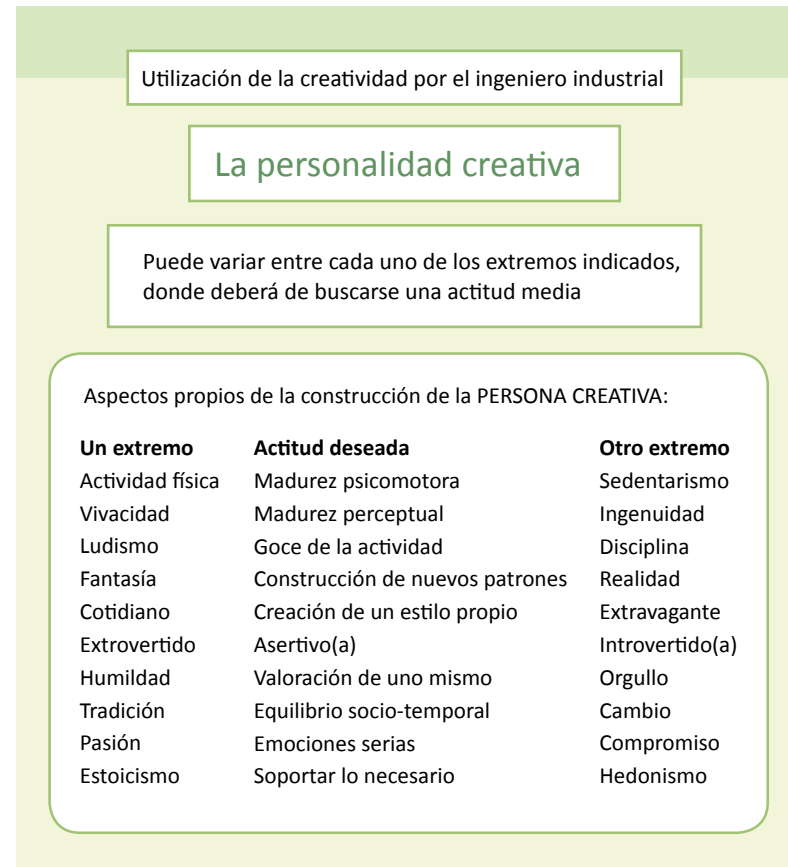 Utilización de la creatividad por el ingeniero industrial
La personalidad creativa
Puede variar entre cada uno de los extremos indicados,
donde deberá de buscarse una actitud media
Aspectos propios de la construcción de la PERSONA CREATIVA:
Un extremo Actitud deseada Otro extremo
Actividad física Madurez psicomotora Sedentarismo
Vivacidad Madurez perceptual Ingenuidad
Ludismo Goce de la actividad Disciplina
Fantasía Construcción de nuevos patrones Realidad
Cotidiano Creación de un estilo propio Extravagante
Extrovertido Asertivo(a) Introvertido(a)
Humildad Valoración de uno mismo Orgullo
Tradición Equilibrio socio-temporal Cambio
Pasión Emociones serias Compromiso
Estoicismo Soportar lo necesario Hedonismo